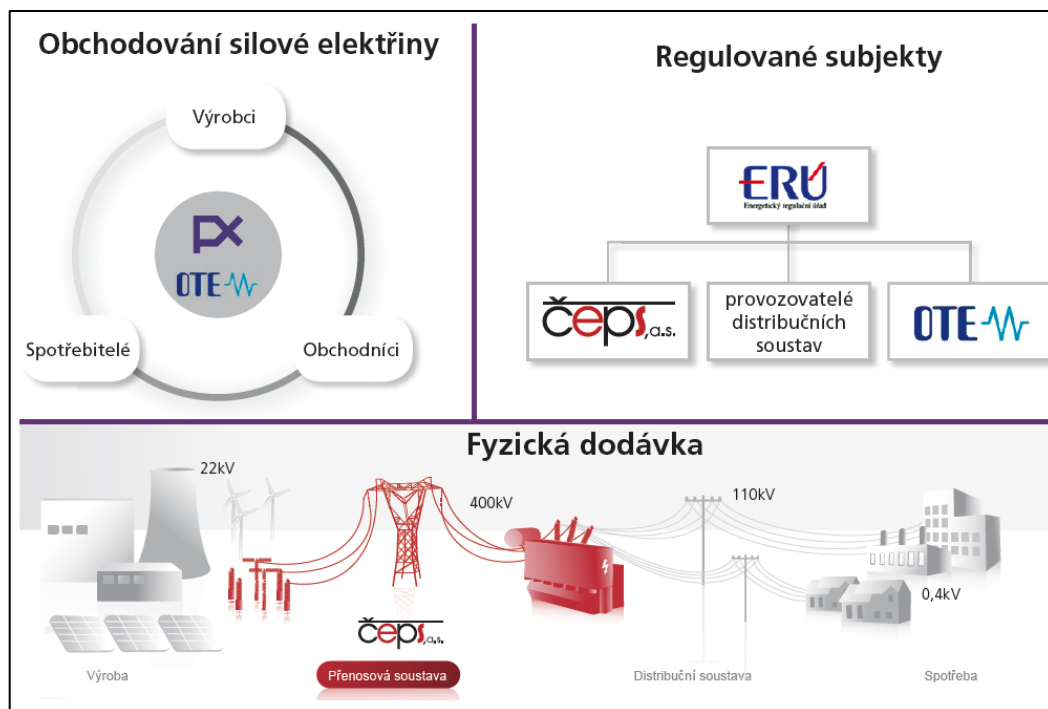 Obchodování silové elektřiny
Výrobci
PX
OTE
Spotřebitelé
Obchodníci
Regulované subjekty
ERÚ
Energetický regulační úřad
čeps,a.s.
provozovatelé
distribučních
soustav
OTE
Fyzická dodávka
22kV
400kV
110kV
0,4kV
čeps,a.s.
Výroba
Přenosová soustava
Distribuční soustava
Spotřeba